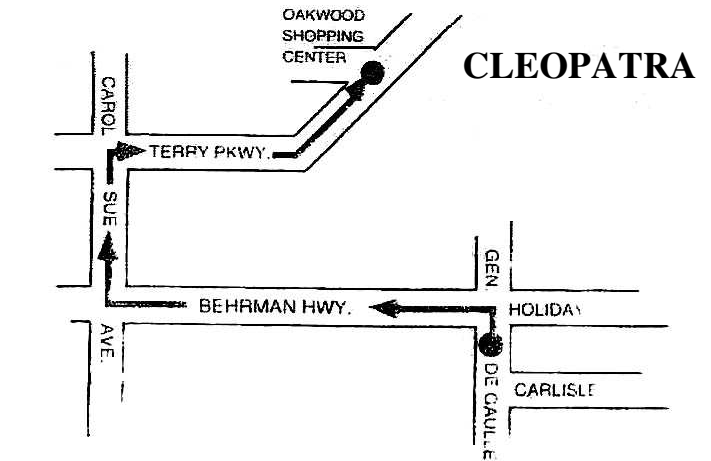 OAKWOOD
SHOPPING
CENTER
CLEOPATRA
CAROL
TERRY PKWY.
SUE
GEN.
BEHRMAN HWY.
HOLIDAY
AVE.
DE GAULLE
CARLISLE